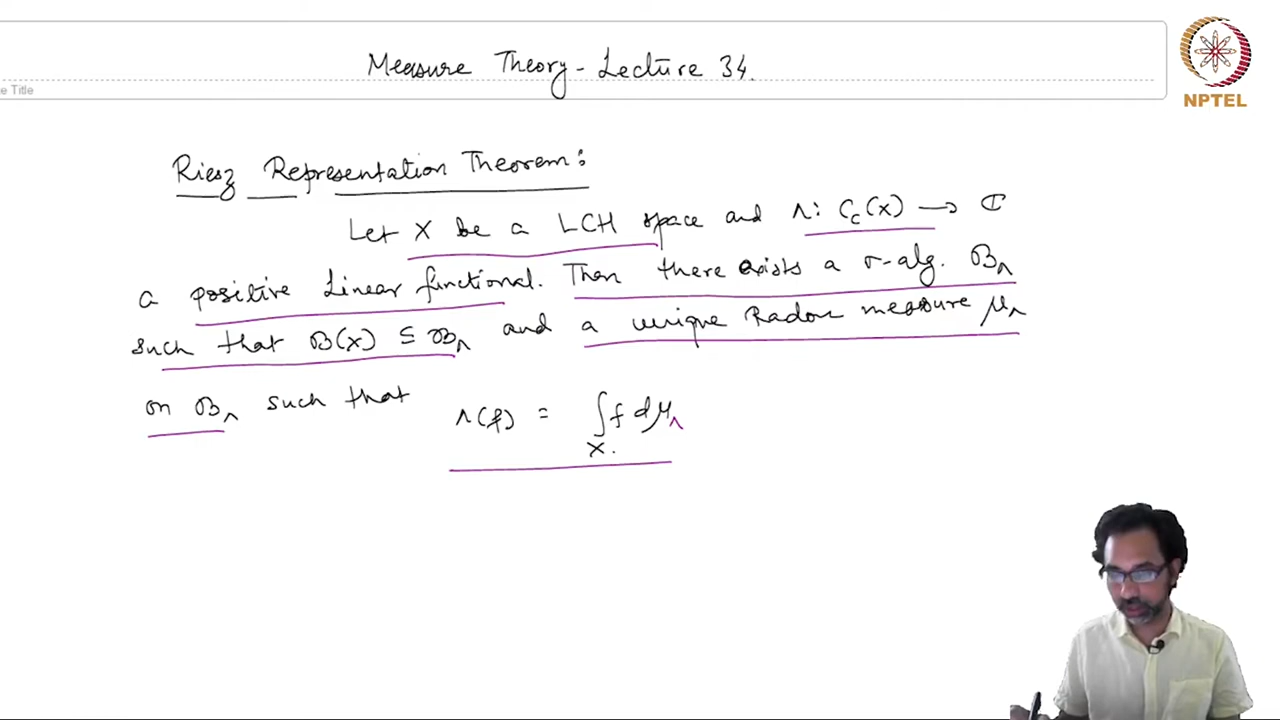 Measure Theory - Lecture 34.
NPTEL
e Title
Riesz Representation Theorem:
Let X be a LCH space and Λ: C_c(X) → ℂ
a positive linear functional. Then there exists a σ-alg. 𝓑_Λ
such that 𝓑(X) ⊆ 𝓑_Λ and a unique Radon measure μ_Λ
on 𝓑_Λ such that Λ(f) = ∫_X f dμ_Λ